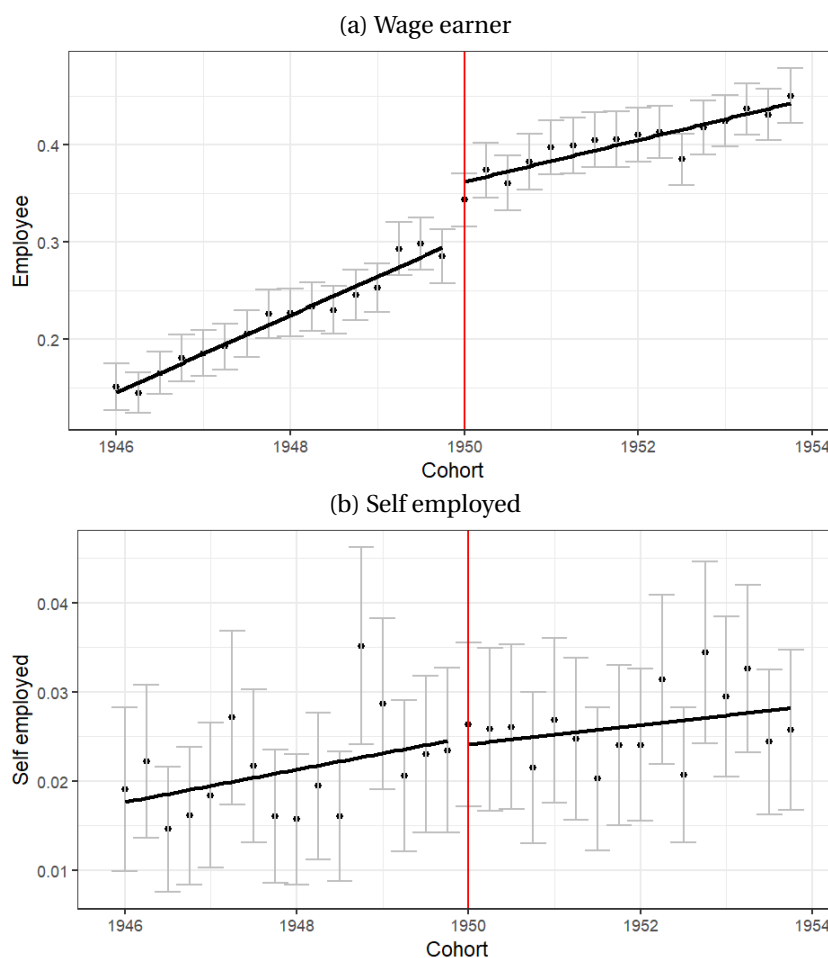 (a) Wage earner
Employee
0.4
0.3
0.2
1946 1948 1950 1952 1954
Cohort
(b) Self employed
Self employed
0.04
0.03
0.02
0.01
1946 1948 1950 1952 1954
Cohort